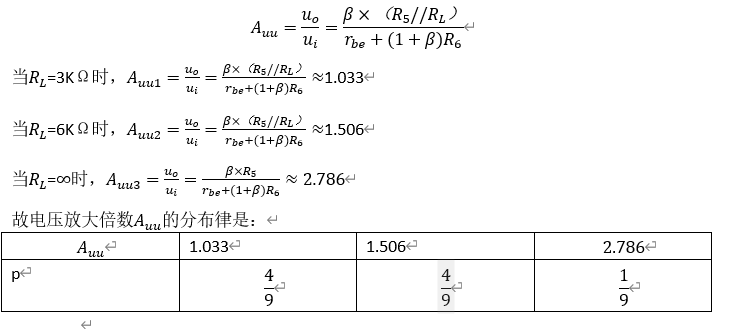 A_uu = u_o/u_i = β×（R_5//R_L）/(r_be+(1+β)R_6)↵
当R_L=3KΩ时，A_uu1 = u_o/u_i = β×（R_5//R_L）/(r_be+(1+β)R_6) ≈1.033↵
当R_L=6KΩ时，A_uu2 = u_o/u_i = β×（R_5//R_L）/(r_be+(1+β)R_6) ≈1.506↵
当R_L=∞时，A_uu3 = u_o/u_i = β×R_5/(r_be+(1+β)R_6) ≈ 2.786↵
故电压放大倍数A_uu的分布律是：↵
A_uu↵ 1.033↵ 1.506↵ 2.786↵
p↵ 4/9↵ 4/9↵ 1/9↵
↵